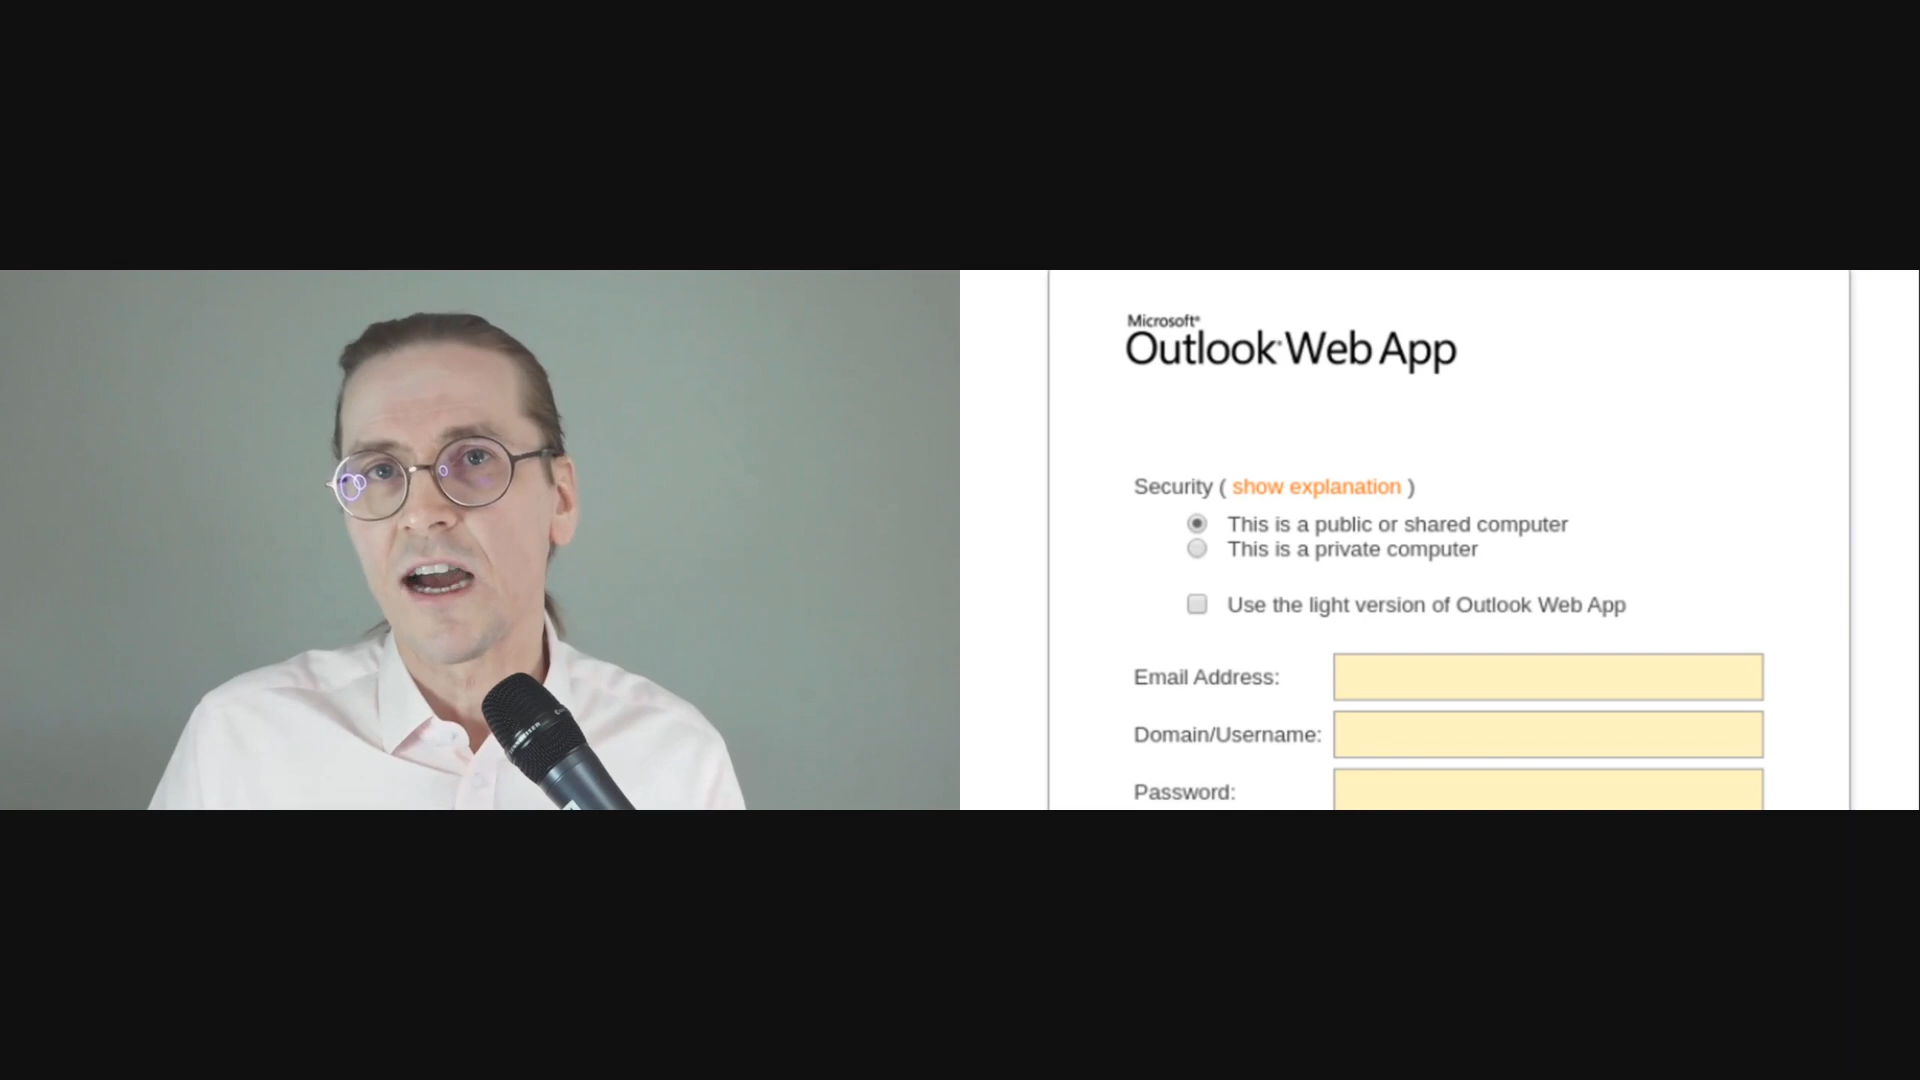 Microsoft®
Outlook Web App
Security ( show explanation )
This is a public or shared computer
This is a private computer
Use the light version of Outlook Web App
Email Address:
Domain/Username:
Password: